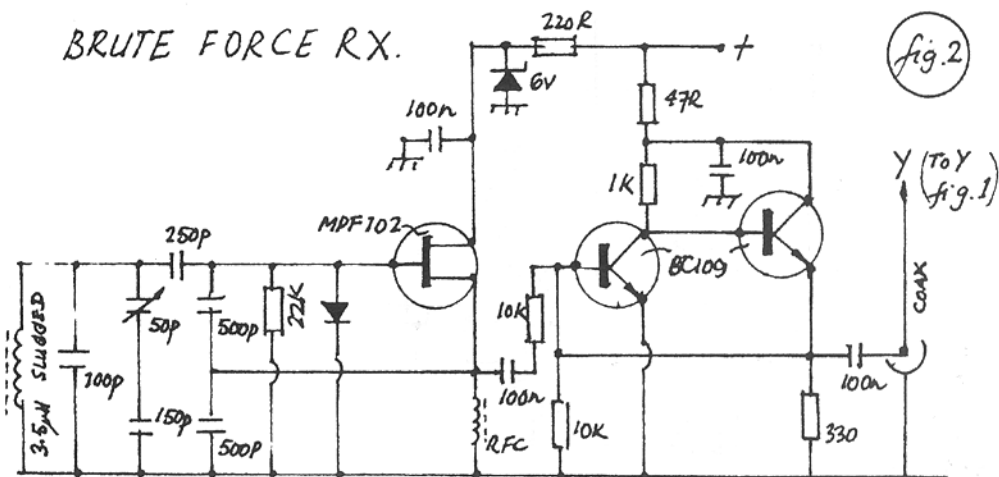 BRUTE FORCE RX.
220R
+
fig.2
6V
47R
100n
100n
1K
Y (To Y
fig.1)
MPF102
250p
BC109
COAX
10K
50p
500p
22K
100p
3.5µH SLUGGED
150p
500p
100n
RFC
10K
100n
330